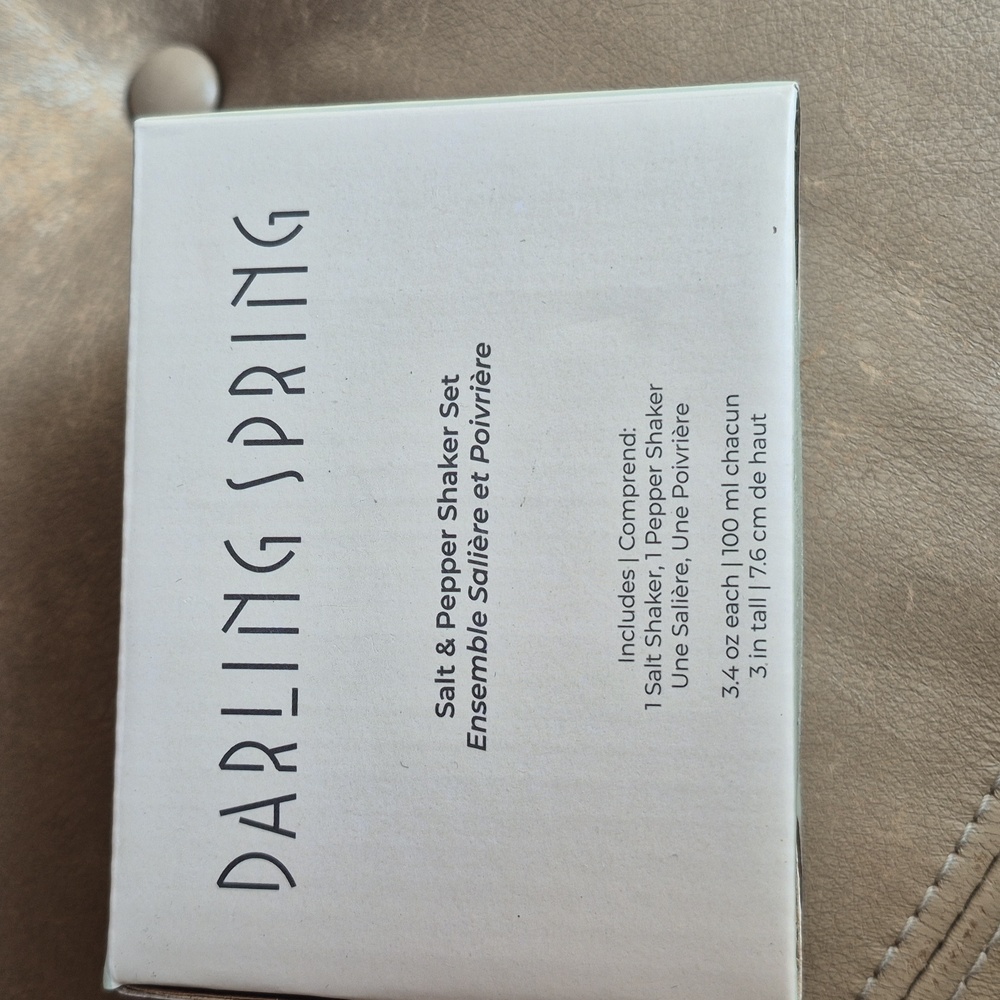 DARLING SPRING
Salt & Pepper Shaker Set
Ensemble Salière et Poivrière
Includes | Comprend:
1 Salt Shaker, 1 Pepper Shaker
Une Salière, Une Poivrière
3.4 oz each | 100 ml chacun
3 in tall | 7.6 cm de haut